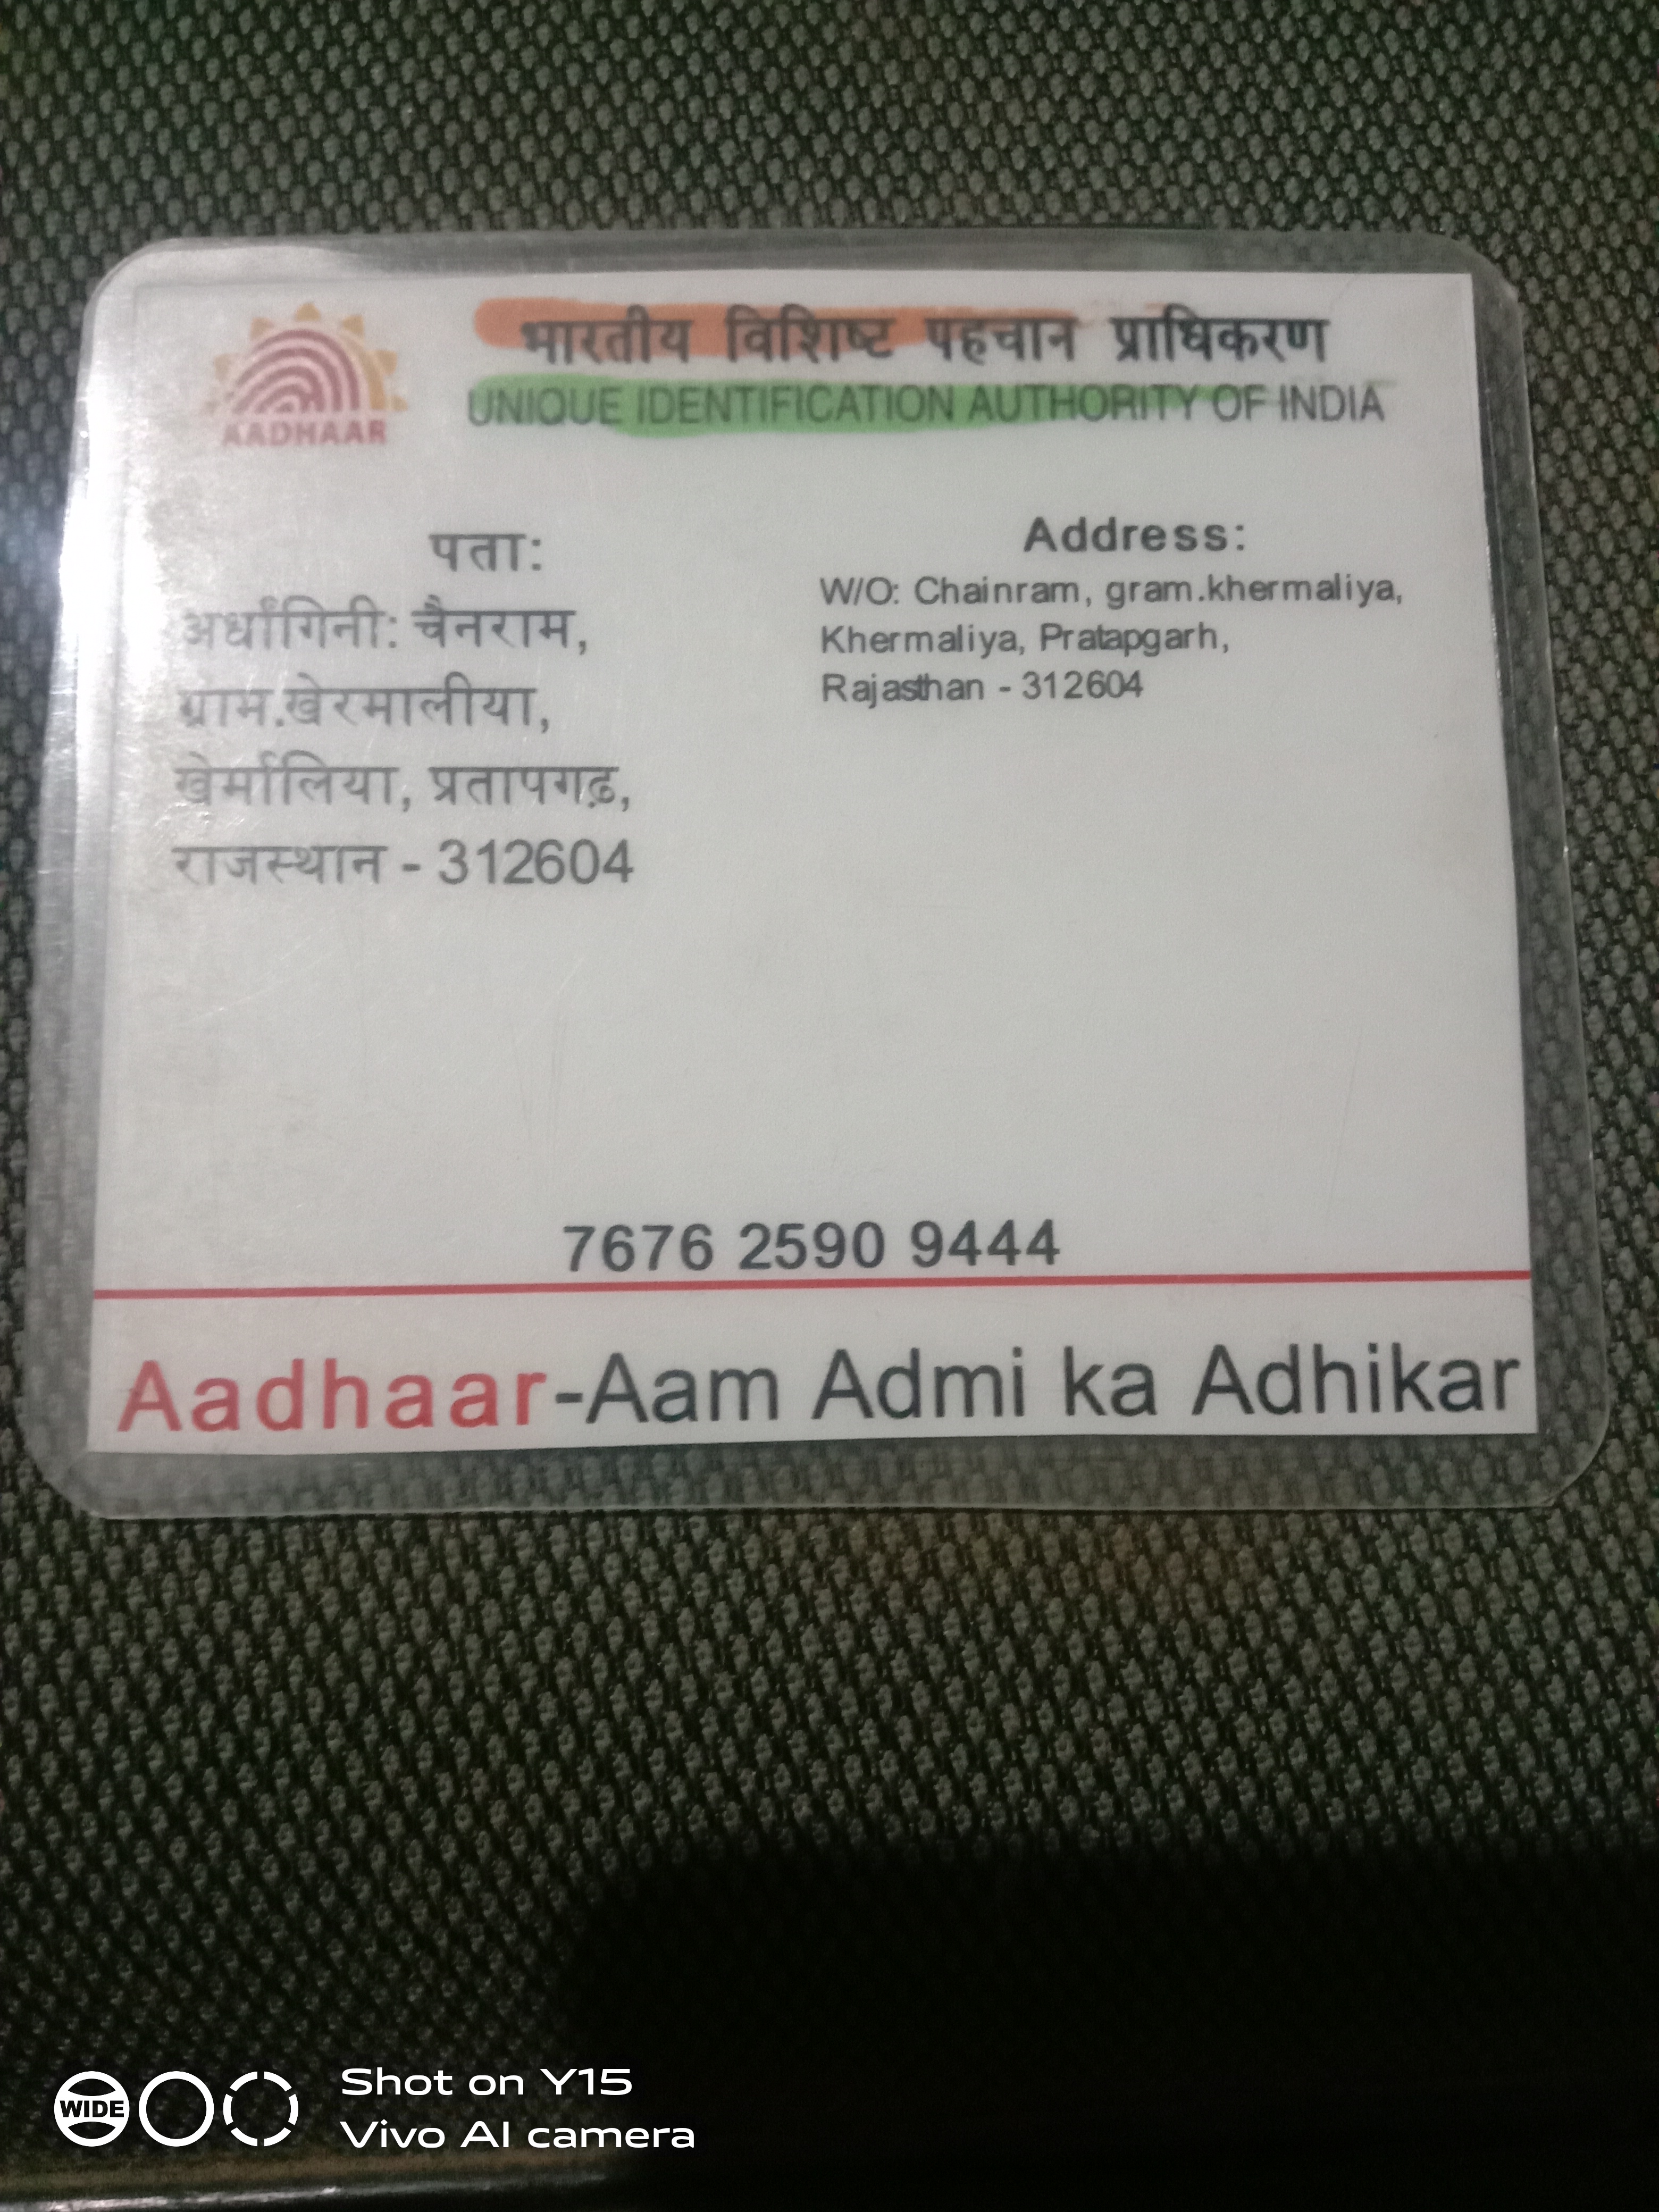 भारतीय विशिष्ट पहचान प्राधिकरण
UNIQUE IDENTIFICATION AUTHORITY OF INDIA
AADHAAR
पता:
अर्धांगिनी: चैनराम,
ग्राम.खेरमालीया,
खेर्मालिया, प्रतापगढ़,
राजस्थान - 312604
Address:
W/O: Chainram, gram.khermaliya,
Khermaliya, Pratapgarh,
Rajasthan - 312604
7676 2590 9444
Aadhaar-Aam Admi ka Adhikar
WIDE
Shot on Y15
Vivo AI camera